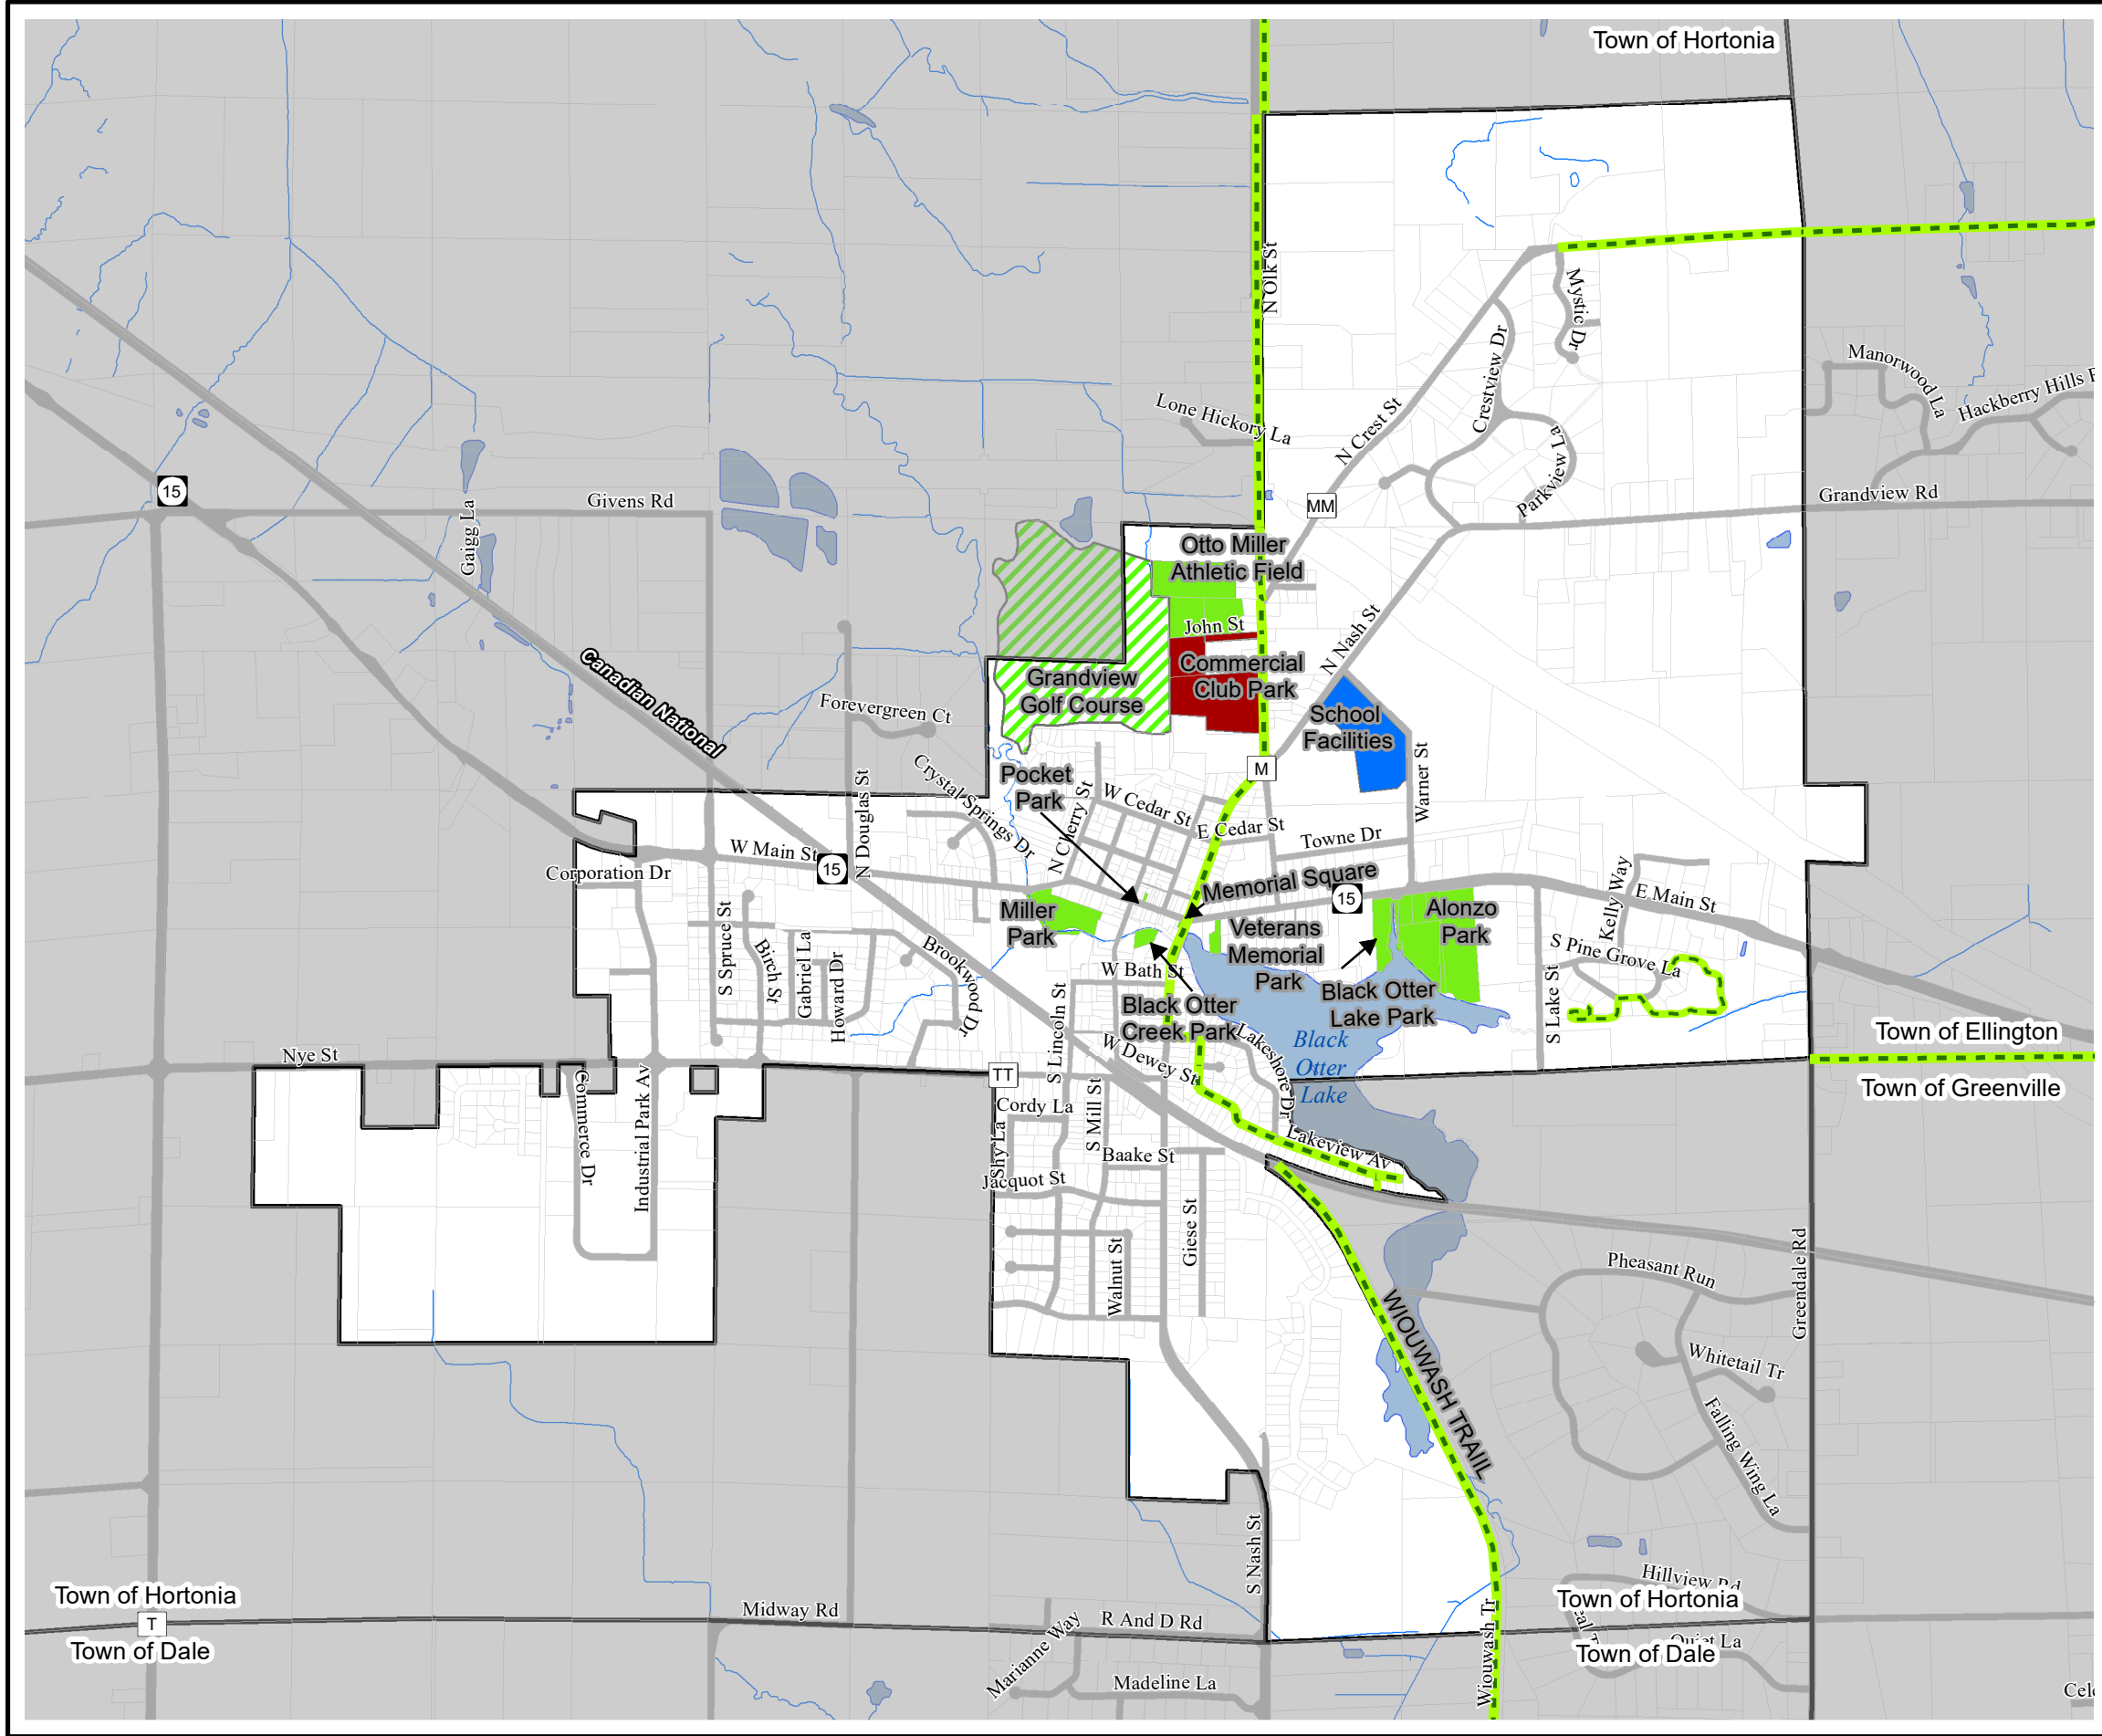 Town of Hortonia
N Olk St
Mystic Dr
Crestview Dr
Manorwood La
Hackberry Hills
Lone Hickory La
N Crest St
Parkview La
15
Givens Rd
Gaigg La
MM
Grandview Rd
Otto Miller
Athletic Field
John St
N Nash St
Canadian National
Commercial
Club Park
Grandview
Golf Course
Forevergreen Ct
School
Facilities
Pocket
Park
M
Warner St
Crystal Springs Dr
N Cherry St
W Cedar St
E Cedar St
Towne Dr
N Douglas St
W Main St
15
Corporation Dr
Memorial Square
15
Kelly Way
E Main St
Miller
Park
Veterans
Memorial
Park
Alonzo
Park
S Spruce St
Birch St
Gabriel La
Howard Dr
Brookwood Dr
S Pine Grove La
W Bath St
Black Otter
Creek Park
Black Otter
Lake Park
S Lake St
S Lincoln St
Lakeshore Dr
Black
Otter
Lake
Town of Ellington
Nye St
W Dewey St
TT
Town of Greenville
Commerce Dr
Industrial Park Av
Cordy La
S Mill St
Shy La
Baake St
Lakeview Av
Jacquot St
Giese St
Walnut St
Pheasant Run
Greendale Rd
WIOUWASH TRAIL
Whitetail Tr
Falling Wing La
S Nash St
Hillview Rd
Town of Hortonia
Town of Hortonia
Midway Rd
R And D Rd
T
Town of Dale
Marianne Way
Wiouwash Tr
Quiet La
Town of Dale
Madeline La